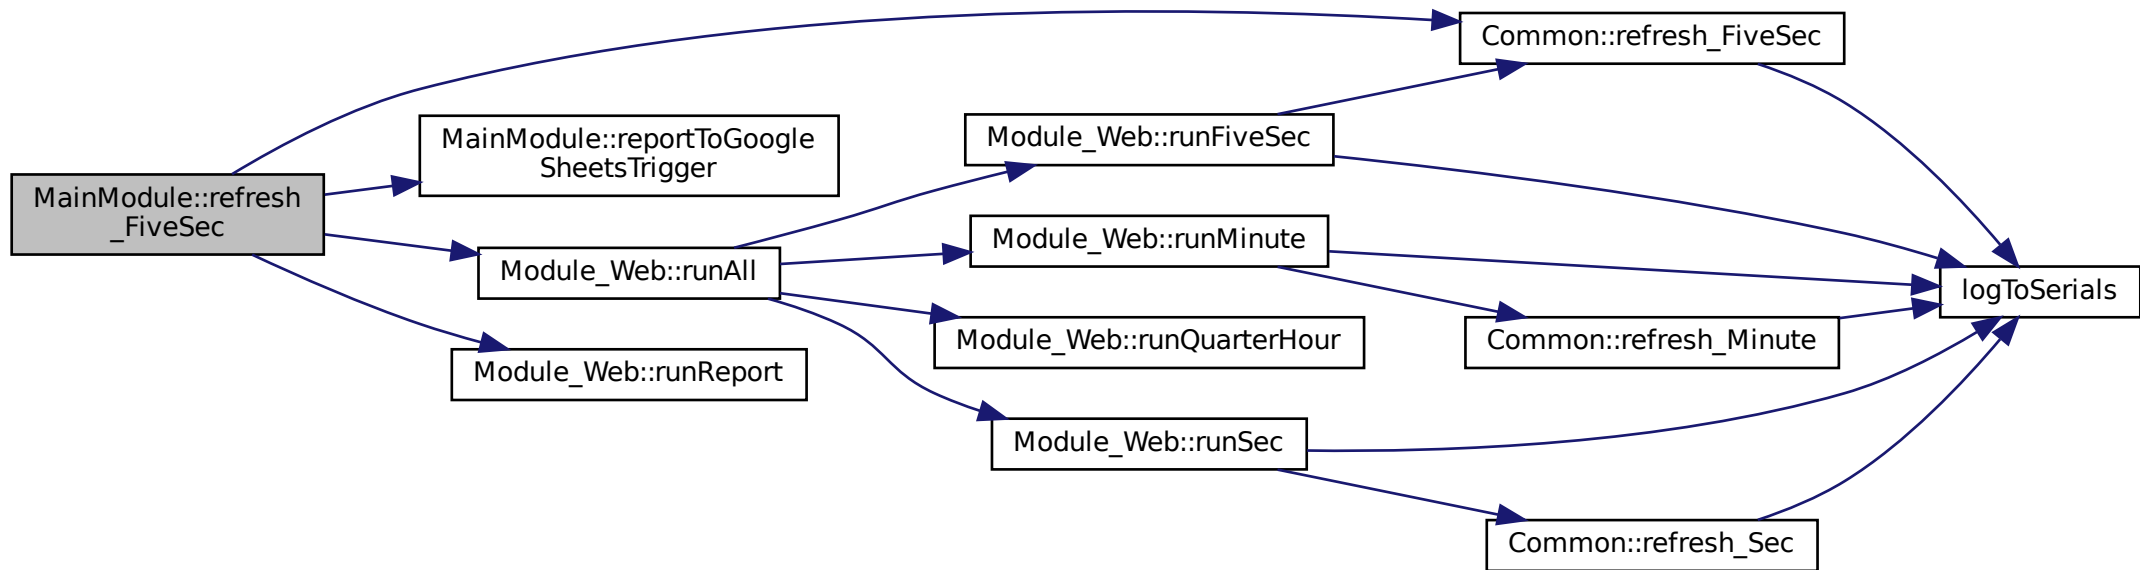 MainModule::refresh
_FiveSec
Common::refresh_FiveSec
MainModule::reportToGoogle
SheetsTrigger
Module_Web::runAll
Module_Web::runReport
Module_Web::runFiveSec
Module_Web::runMinute
Module_Web::runQuarterHour
Module_Web::runSec
Common::refresh_Minute
Common::refresh_Sec
logToSerials